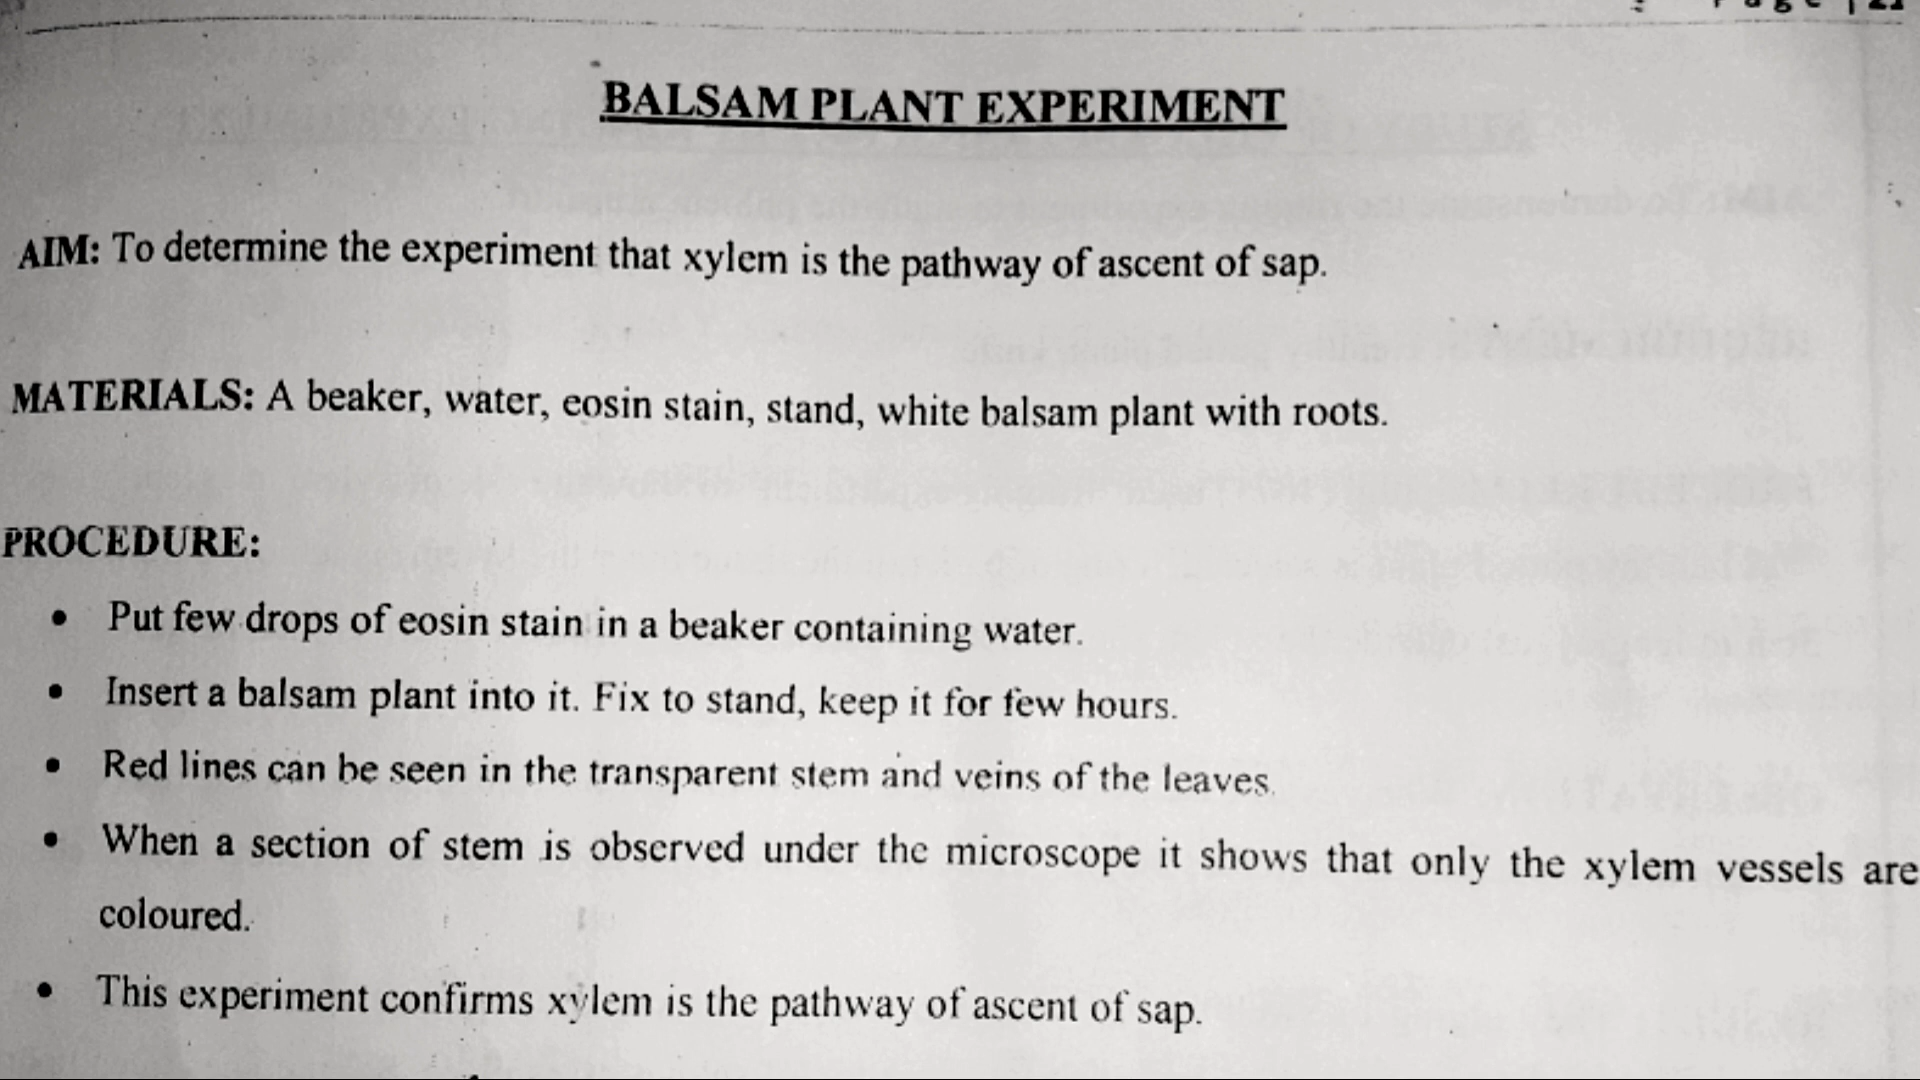 BALSAM PLANT EXPERIMENT
AIM: To determine the experiment that xylem is the pathway of ascent of sap.
MATERIALS: A beaker, water, eosin stain, stand, white balsam plant with roots.
PROCEDURE:
• Put few drops of eosin stain in a beaker containing water.
• Insert a balsam plant into it. Fix to stand, keep it for few hours.
• Red lines can be seen in the transparent stem and veins of the leaves.
• When a section of stem is observed under the microscope it shows that only the xylem vessels are
coloured.
• This experiment confirms xylem is the pathway of ascent of sap.